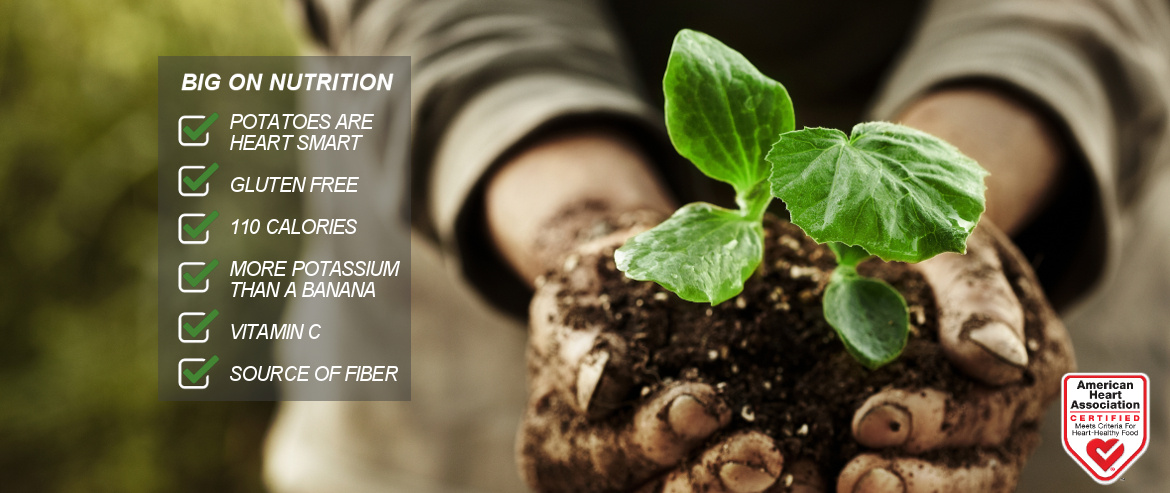 BIG ON NUTRITION
POTATOES ARE
HEART SMART
GLUTEN FREE
110 CALORIES
MORE POTASSIUM
THAN A BANANA
VITAMIN C
SOURCE OF FIBER
American
Heart
Association
CERTIFIED
Meets Criteria For
Heart-Healthy Food